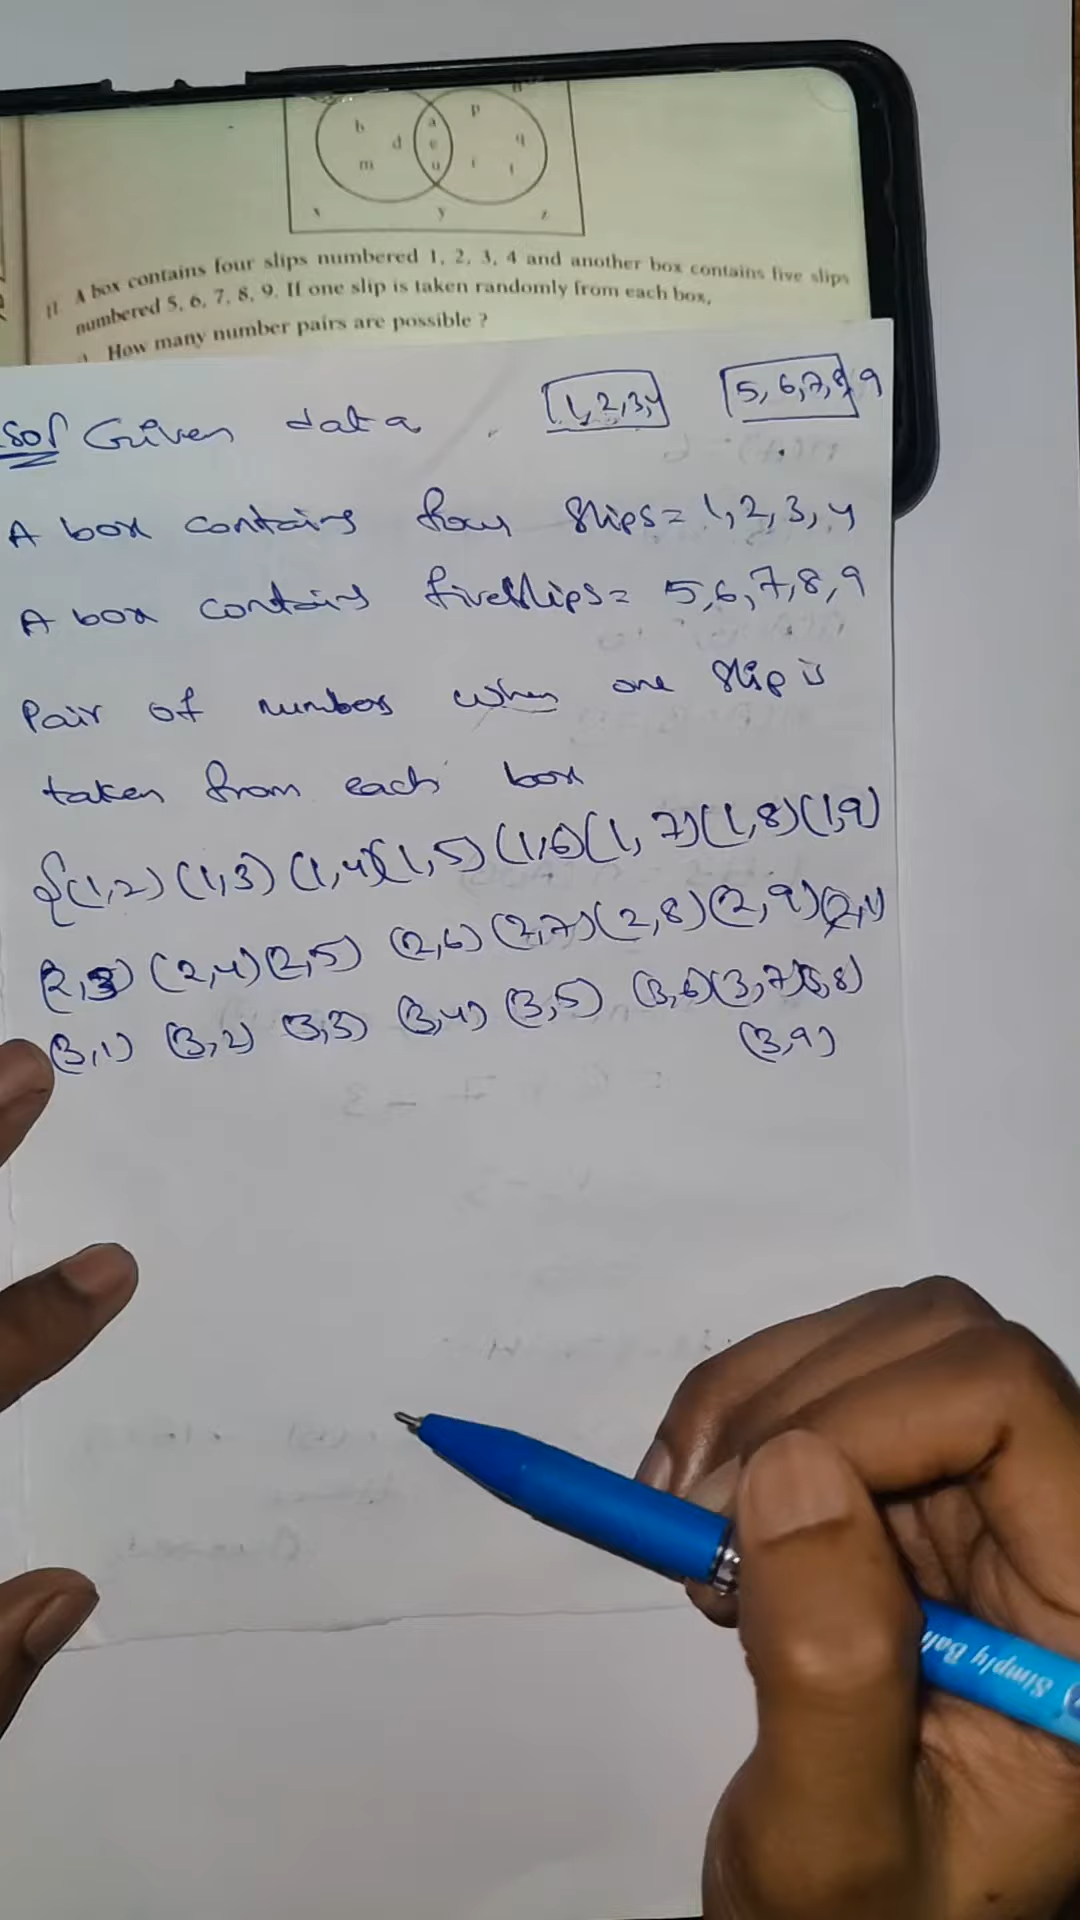 b d m a e u p q i t
x y z
11. A box contains four slips numbered 1, 2, 3, 4 and another box contains five slips
numbered 5, 6, 7, 8, 9. If one slip is taken randomly from each box,
How many number pairs are possible ?
1,2,3,4 5,6,7,8,9
Sol Given data
A box contains four slips = 1,2,3,4
A box contains five slips = 5,6,7,8,9
Pair of numbers when one slip is
taken from each box
{(1,2) (1,3) (1,4)(1,5) (1,6)(1,7)(1,8)(1,9)
(2,3) (2,4)(2,5) (2,6) (2,7)(2,8)(2,9)(2,1)
(3,1) (3,2) (3,3) (3,4) (3,5) (3,6)(3,7)(3,8)
(3,9)
Simply Ball